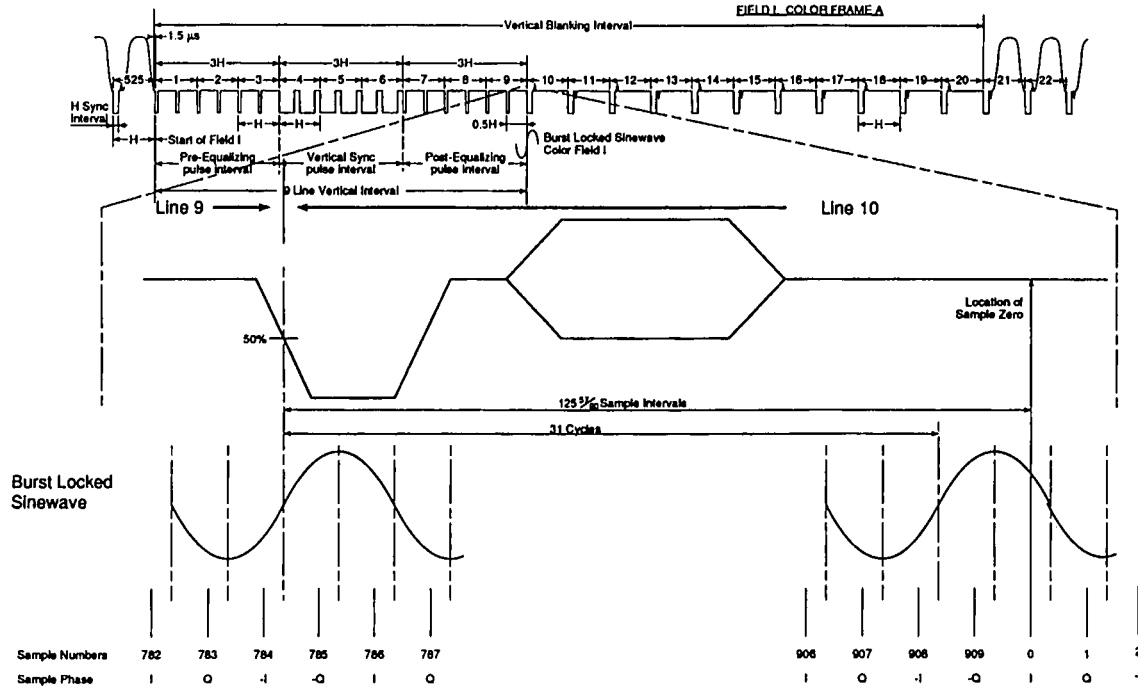 FIELD I, COLOR FRAME A
Vertical Blanking Interval
1.5 µs
3H 3H 3H
525 1 2 3 4 5 6 7 8 9 10 11 12 13 14 15 16 17 18 19 20 21 22
H Sync
Interval
H
Start of Field I
H H
0.5H
H
Burst Locked Sinewave
Color Field I
Pre-Equalizing
pulse interval
Vertical Sync
pulse interval
Post-Equalizing
pulse interval
9 Line Vertical Interval
Line 9
Line 10
Location of
Sample Zero
50%
125 Sample Intervals
31 Cycles
Burst Locked
Sinewave
Sample Numbers 782 783 784 785 786 787 906 907 908 909 0 1 2
Sample Phase I Q -I -Q I Q I Q -I -Q I Q